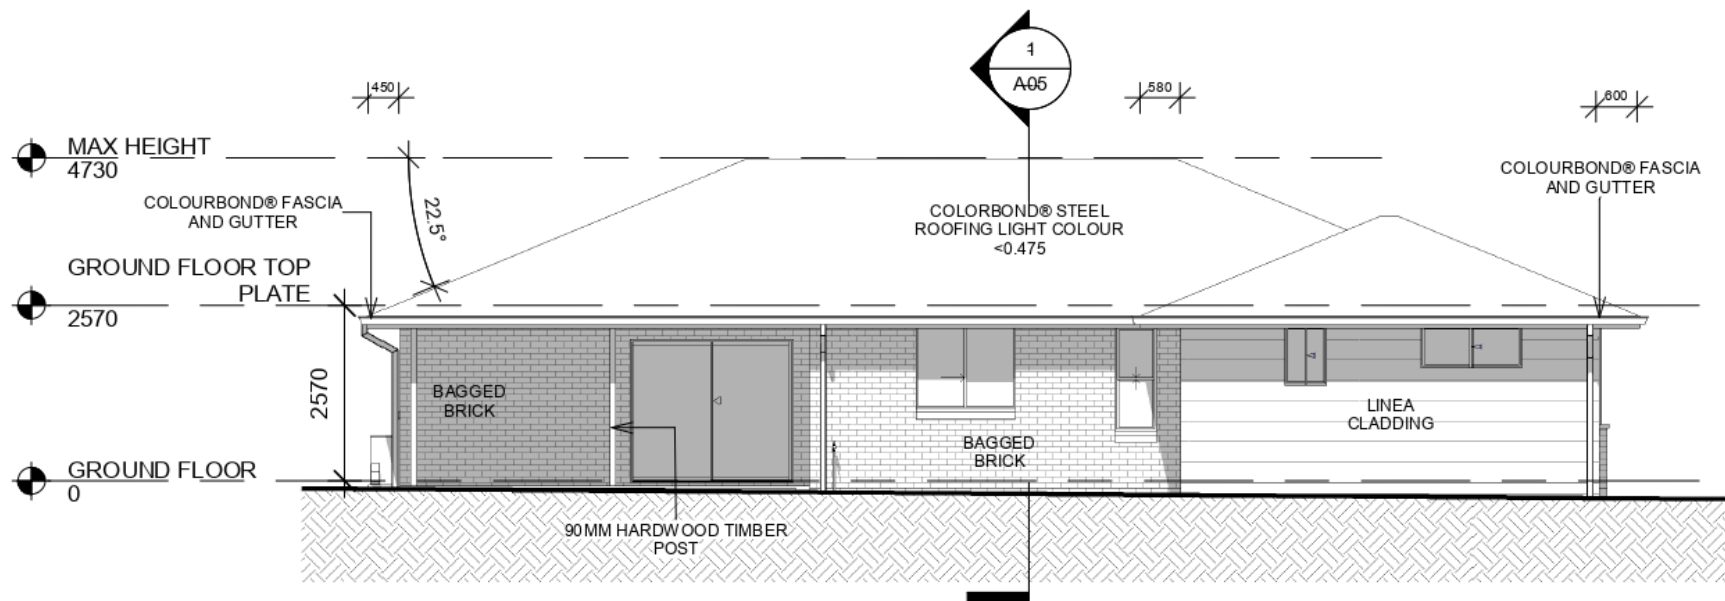 1
A05
450
580
600
MAX HEIGHT
4730
COLOURBOND® FASCIA
AND GUTTER
COLOURBOND® FASCIA
AND GUTTER
22.5°
COLORBOND® STEEL
ROOFING LIGHT COLOUR
<0.475
GROUND FLOOR TOP
PLATE
2570
2570
BAGGED
BRICK
LINEA
CLADDING
BAGGED
BRICK
GROUND FLOOR
0
90MM HARDWOOD TIMBER
POST